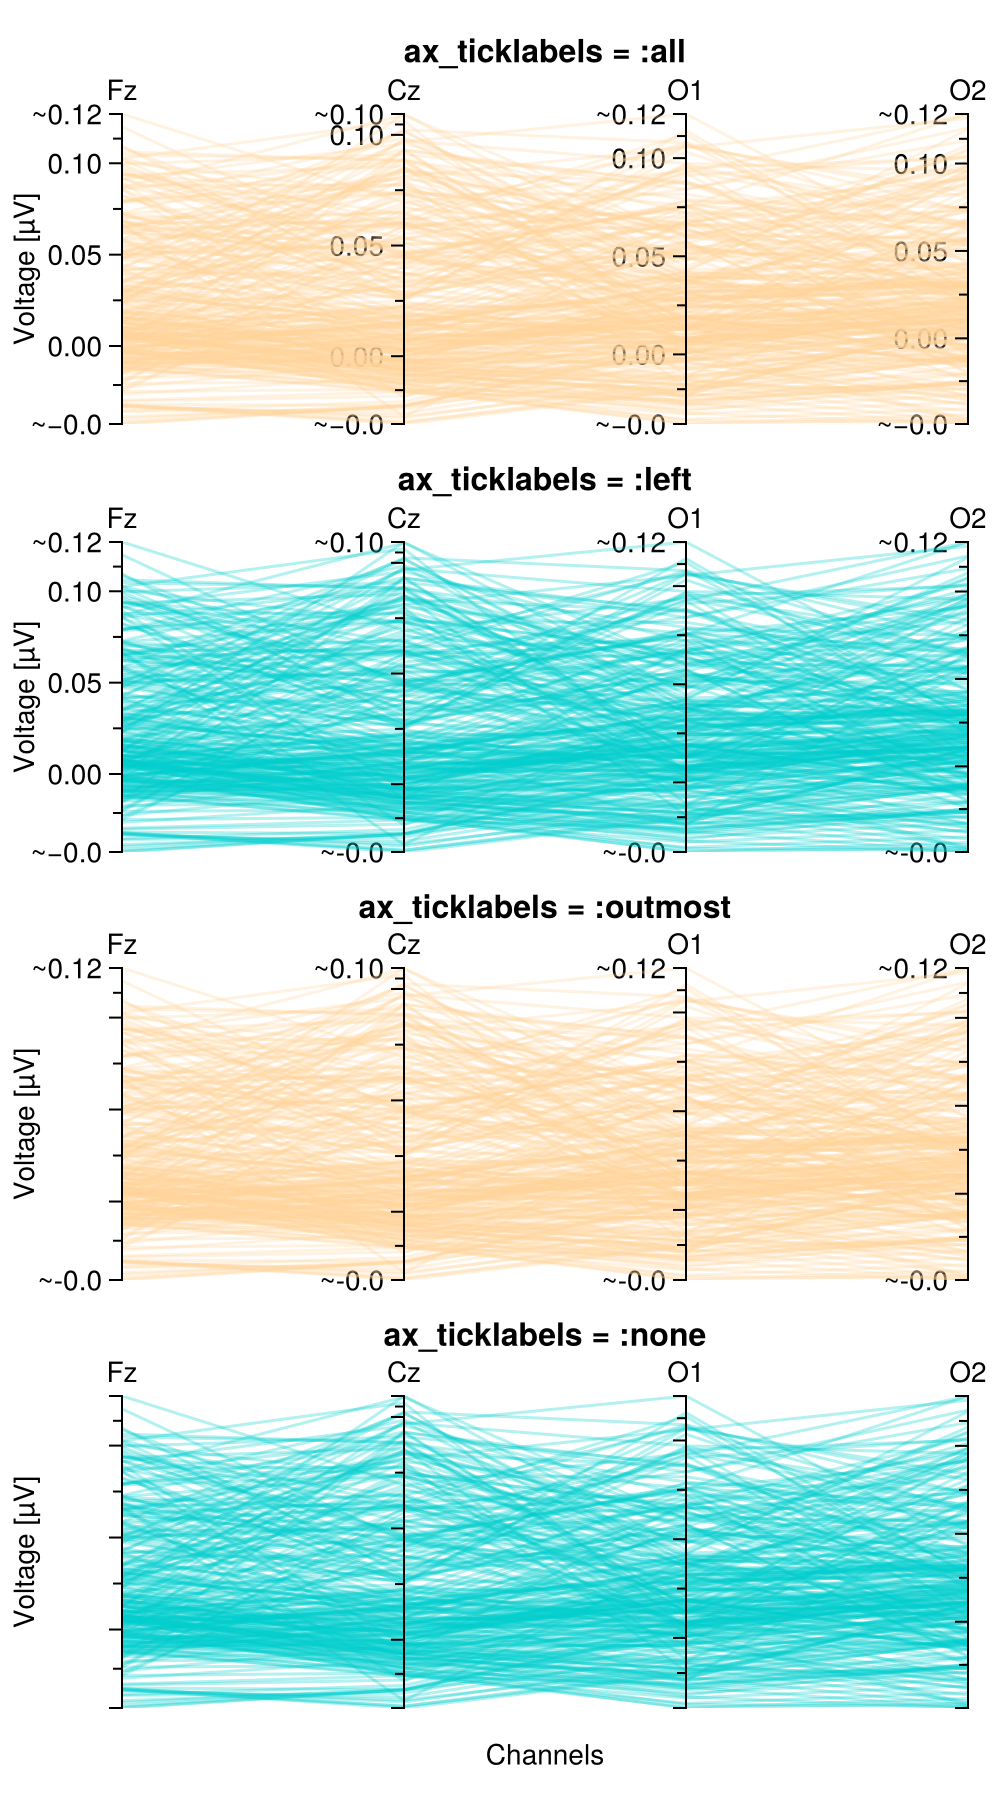 ax_ticklabels = :all
Fz Cz O1 O2
~0.12 ~0.10 ~0.12 ~0.12
0.10 0.10 0.10 0.10
0.05 0.05 0.05 0.05
0.00 0.00 0.00 0.00
~−0.0 ~−0.0 ~−0.0 ~−0.0
Voltage [µV]
ax_ticklabels = :left
Fz Cz O1 O2
~0.12 ~0.10 ~0.12 ~0.12
0.10
0.05
0.00
~−0.0 ~-0.0 ~-0.0 ~-0.0
Voltage [µV]
ax_ticklabels = :outmost
Fz Cz O1 O2
~0.12 ~0.10 ~0.12 ~0.12
~-0.0 ~-0.0 ~-0.0 ~-0.0
Voltage [µV]
ax_ticklabels = :none
Fz Cz O1 O2
Voltage [µV]
Channels